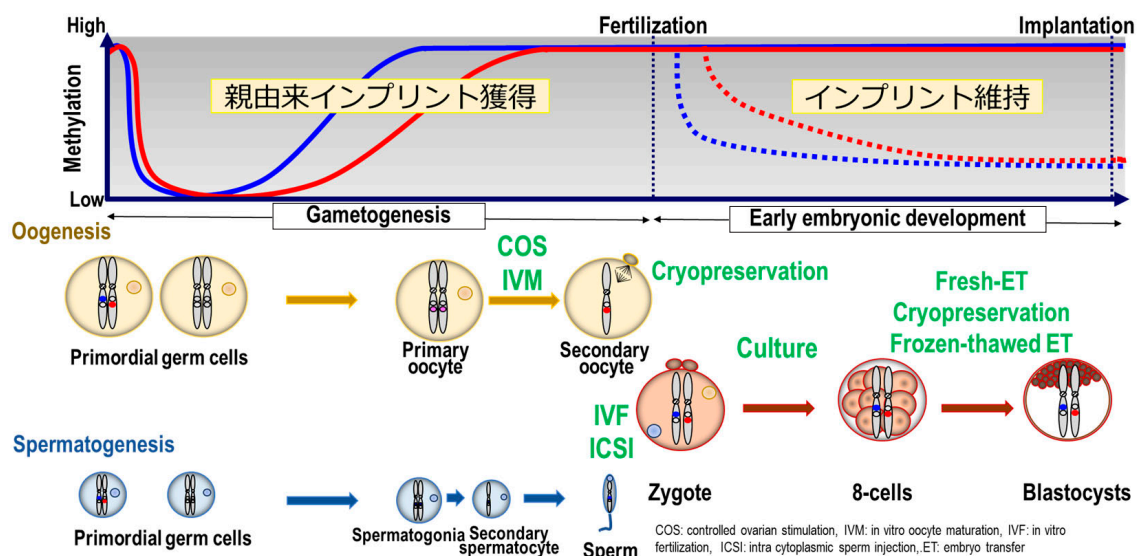 High
Fertilization
Implantation
Methylation
親由来インプリント獲得
インプリント維持
Low
Gametogenesis
Early embryonic development
Oogenesis
COS
IVM
Cryopreservation
Fresh-ET
Cryopreservation
Frozen-thawed ET
Primordial germ cells
Primary
oocyte
Secondary
oocyte
Culture
IVF
ICSI
Spermatogenesis
Zygote
8-cells
Blastocysts
Primordial germ cells
Spermatogonia
Secondary
spermatocyte
Sperm
COS: controlled ovarian stimulation, IVM: in vitro oocyte maturation, IVF: in vitro
fertilization, ICSI: intra cytoplasmic sperm injection,.ET: embryo transfer